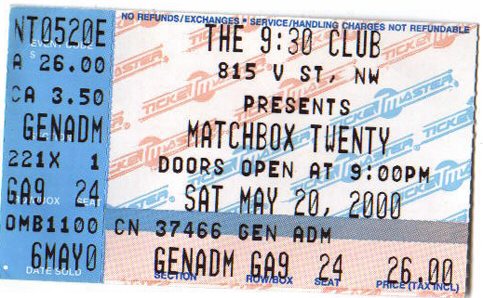 NO REFUNDS/EXCHANGES • SERVICE/HANDLING CHARGES NOT REFUNDABLE
NT0520E
EVENT CODE
A 26.00
CA 3.50
GENADM
221X 1
GA9 24
BOX SEAT
OMB1100
6MAY0
DATE SOLD
THE 9:30 CLUB
815 V ST, NW
PRESENTS
MATCHBOX TWENTY
DOORS OPEN AT 9:00PM
SAT MAY 20, 2000
CN 37466 GEN ADM
GENADM GA9 24 26.00
SECTION ROW/BOX SEAT PRICE (TAX INCL)
TICKETMASTER